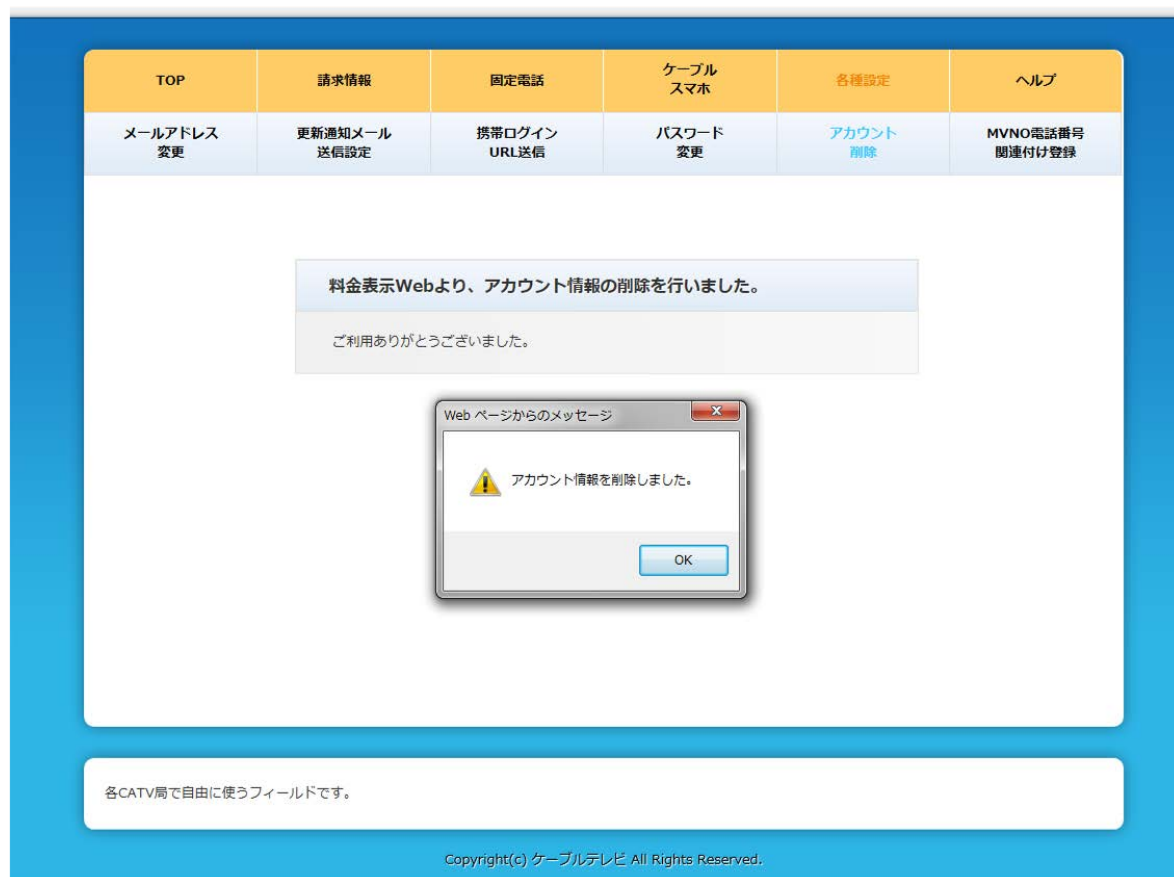 TOP
請求情報
固定電話
ケーブル
スマホ
各種設定
ヘルプ
メールアドレス
変更
更新通知メール
送信設定
携帯ログイン
URL送信
パスワード
変更
アカウント
削除
MVNO電話番号
関連付け登録
料金表示Webより、アカウント情報の削除を行いました。
ご利用ありがとうございました。
Web ページからのメッセージ
アカウント情報を削除しました。
OK
各CATV局で自由に使うフィールドです。
Copyright(c) ケーブルテレビ All Rights Reserved.